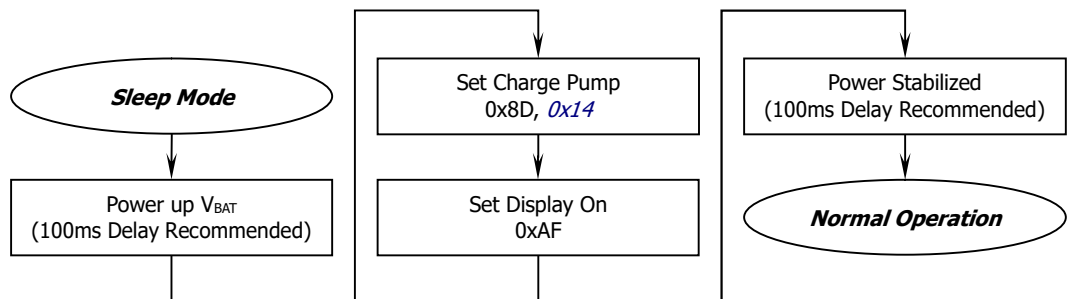 Sleep Mode
Power up VBAT
(100ms Delay Recommended)
Set Charge Pump
0x8D, 0x14
Set Display On
0xAF
Power Stabilized
(100ms Delay Recommended)
Normal Operation